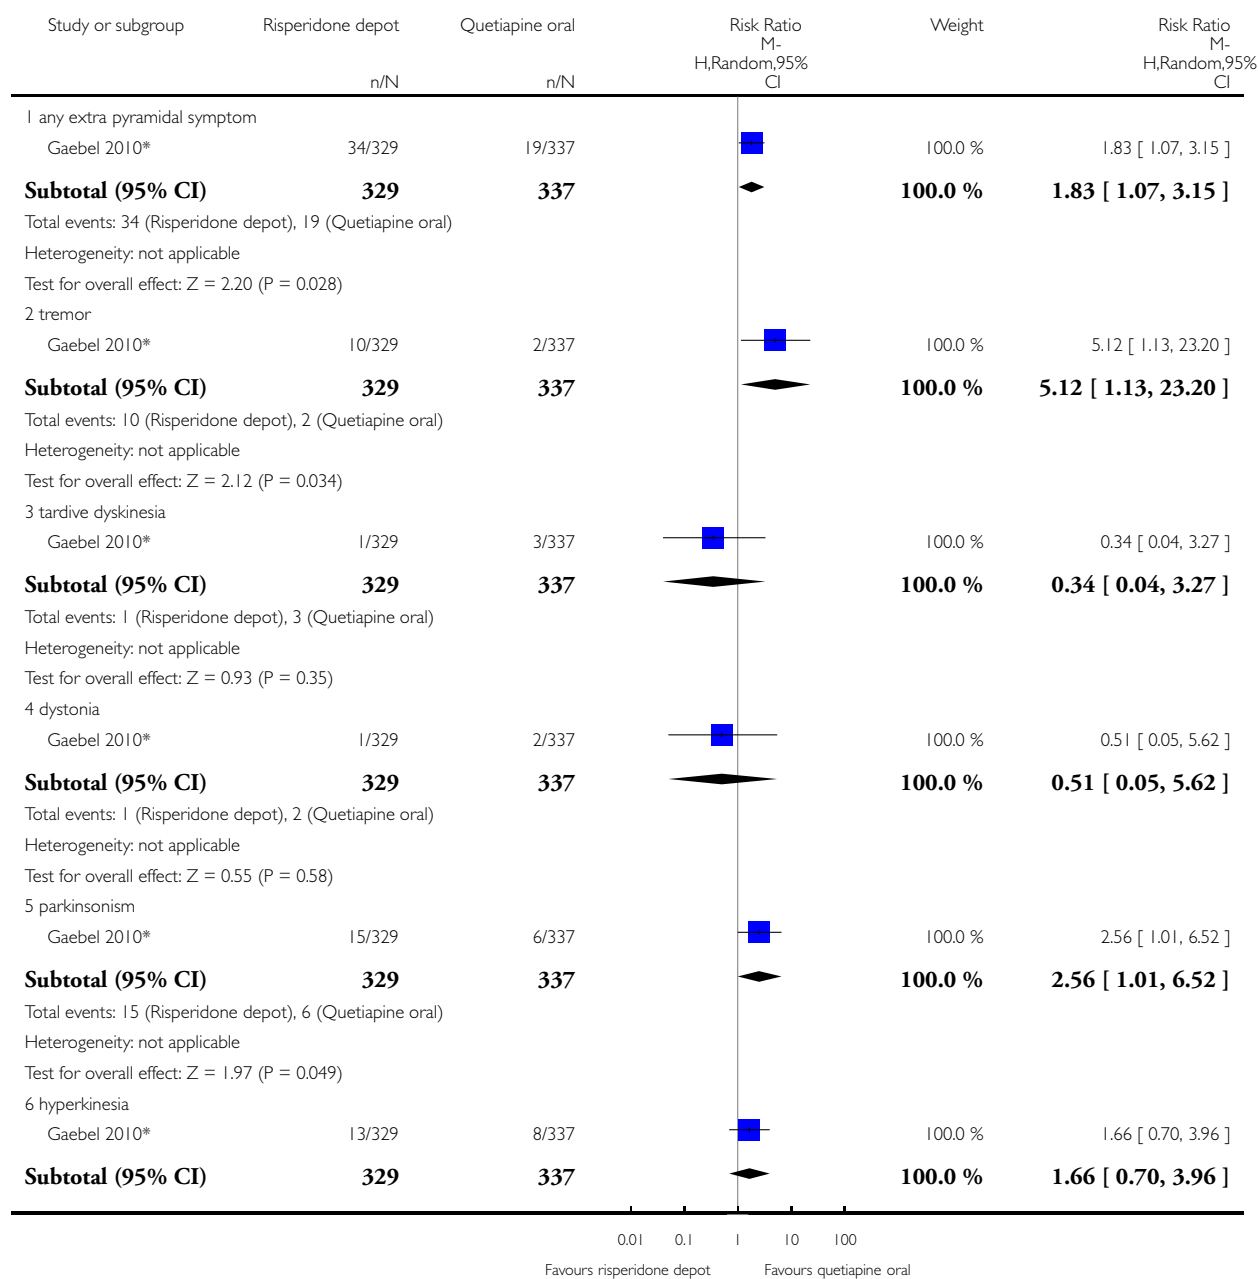 Study or subgroup Risperidone depot Quetiapine oral Risk Ratio Weight Risk Ratio
M- M-
H,Random,95% H,Random,95%
n/N n/N CI CI
1 any extra pyramidal symptom
Gaebel 2010* 34/329 19/337 100.0 % 1.83 [ 1.07, 3.15 ]
Subtotal (95% CI) 329 337 100.0 % 1.83 [ 1.07, 3.15 ]
Total events: 34 (Risperidone depot), 19 (Quetiapine oral)
Heterogeneity: not applicable
Test for overall effect: Z = 2.20 (P = 0.028)
2 tremor
Gaebel 2010* 10/329 2/337 100.0 % 5.12 [ 1.13, 23.20 ]
Subtotal (95% CI) 329 337 100.0 % 5.12 [ 1.13, 23.20 ]
Total events: 10 (Risperidone depot), 2 (Quetiapine oral)
Heterogeneity: not applicable
Test for overall effect: Z = 2.12 (P = 0.034)
3 tardive dyskinesia
Gaebel 2010* 1/329 3/337 100.0 % 0.34 [ 0.04, 3.27 ]
Subtotal (95% CI) 329 337 100.0 % 0.34 [ 0.04, 3.27 ]
Total events: 1 (Risperidone depot), 3 (Quetiapine oral)
Heterogeneity: not applicable
Test for overall effect: Z = 0.93 (P = 0.35)
4 dystonia
Gaebel 2010* 1/329 2/337 100.0 % 0.51 [ 0.05, 5.62 ]
Subtotal (95% CI) 329 337 100.0 % 0.51 [ 0.05, 5.62 ]
Total events: 1 (Risperidone depot), 2 (Quetiapine oral)
Heterogeneity: not applicable
Test for overall effect: Z = 0.55 (P = 0.58)
5 parkinsonism
Gaebel 2010* 15/329 6/337 100.0 % 2.56 [ 1.01, 6.52 ]
Subtotal (95% CI) 329 337 100.0 % 2.56 [ 1.01, 6.52 ]
Total events: 15 (Risperidone depot), 6 (Quetiapine oral)
Heterogeneity: not applicable
Test for overall effect: Z = 1.97 (P = 0.049)
6 hyperkinesia
Gaebel 2010* 13/329 8/337 100.0 % 1.66 [ 0.70, 3.96 ]
Subtotal (95% CI) 329 337 100.0 % 1.66 [ 0.70, 3.96 ]
0.01 0.1 1 10 100
Favours risperidone depot Favours quetiapine oral